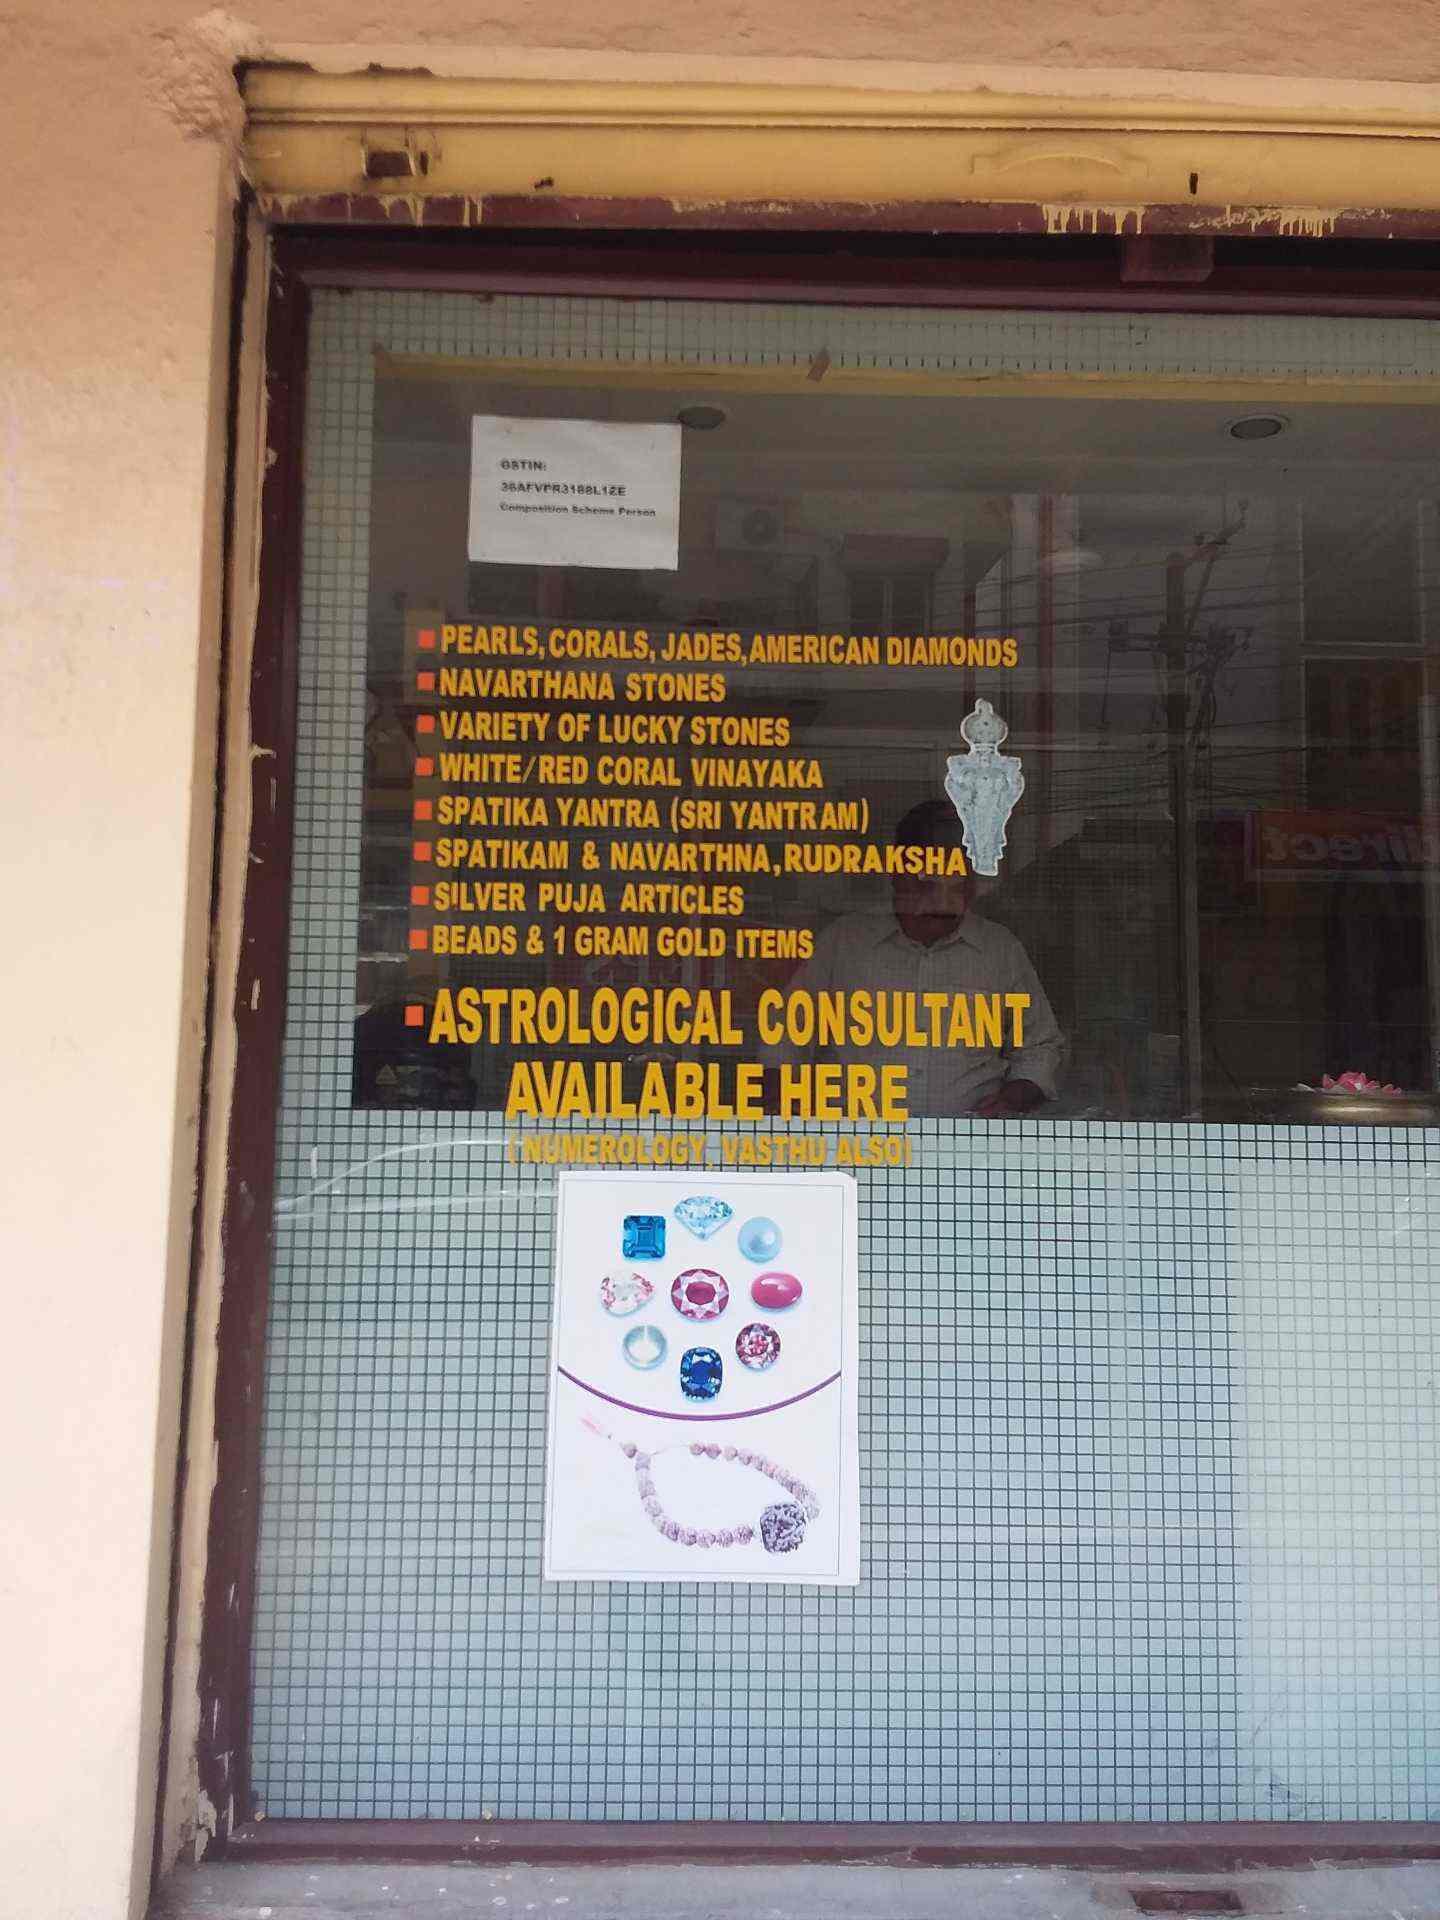 GSTIN:
36AFVPR3188L1ZE
Composition Scheme Person
PEARLS, CORALS, JADES, AMERICAN DIAMONDS
NAVARTHANA STONES
VARIETY OF LUCKY STONES
WHITE/RED CORAL VINAYAKA
SPATIKA YANTRA (SRI YANTRAM)
SPATIKAM & NAVARTHNA, RUDRAKSHA
SILVER PUJA ARTICLES
BEADS & 1 GRAM GOLD ITEMS
ASTROLOGICAL CONSULTANT
AVAILABLE HERE
(NUMEROLOGY, VASTHU ALSO)
direct